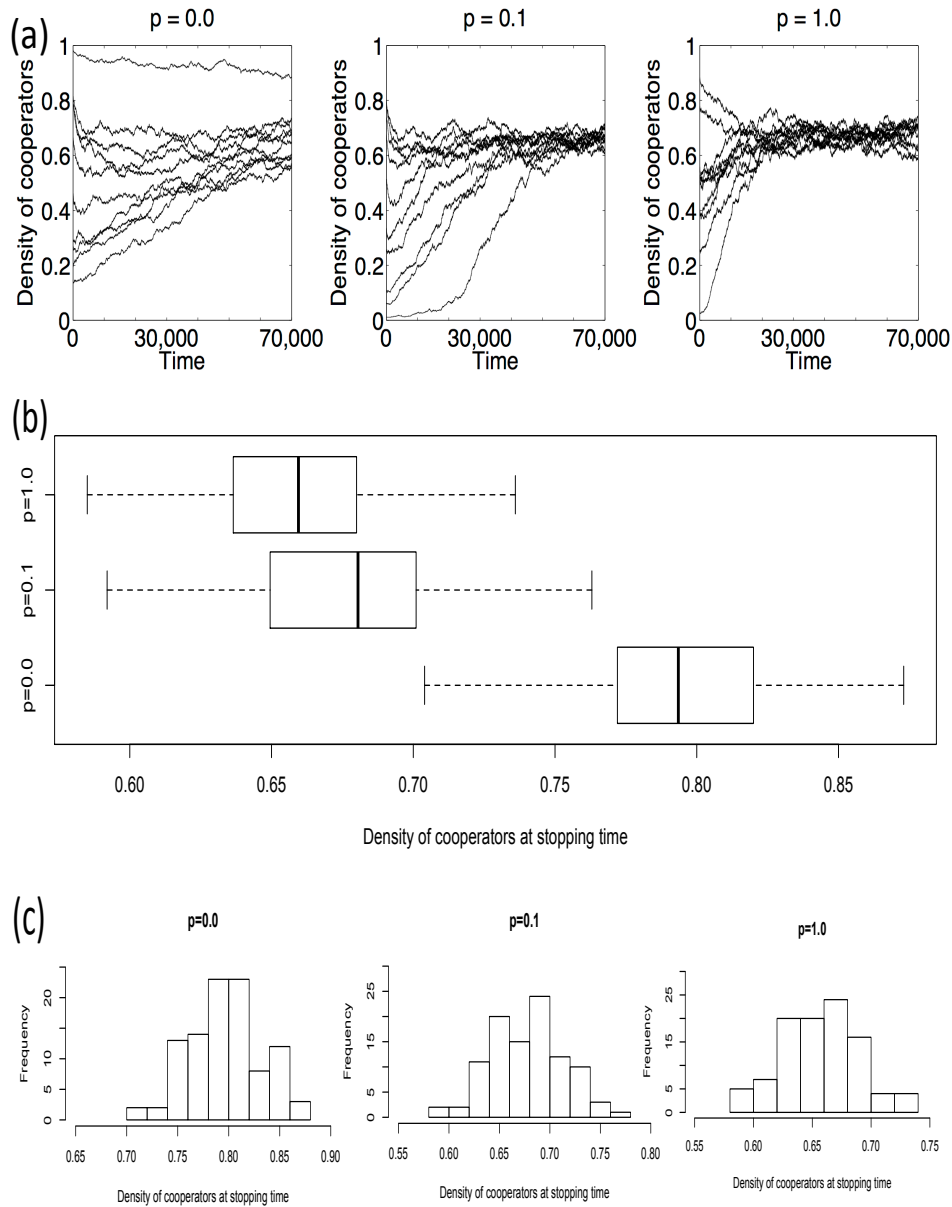 (a)
p = 0.0
p = 0.1
p = 1.0
Density of cooperators
1
0.8
0.6
0.4
0.2
0
0
30,000
70,000
Time
Density of cooperators
1
0.8
0.6
0.4
0.2
0
0
30,000
70,000
Time
Density of cooperators
1
0.8
0.6
0.4
0.2
0
0
30,000
70,000
Time
(b)
p=1.0
p=0.1
p=0.0
0.60 0.65 0.70 0.75 0.80 0.85
Density of cooperators at stopping time
(c)
p=0.0
p=0.1
p=1.0
Frequency
20
10
5
0
0.65 0.70 0.75 0.80 0.85 0.90
Density of cooperators at stopping time
Frequency
25
15
5
0
0.55 0.60 0.65 0.70 0.75 0.80
Density of cooperators at stopping time
Frequency
25
15
5
0
0.55 0.60 0.65 0.70 0.75
Density of cooperators at stopping time